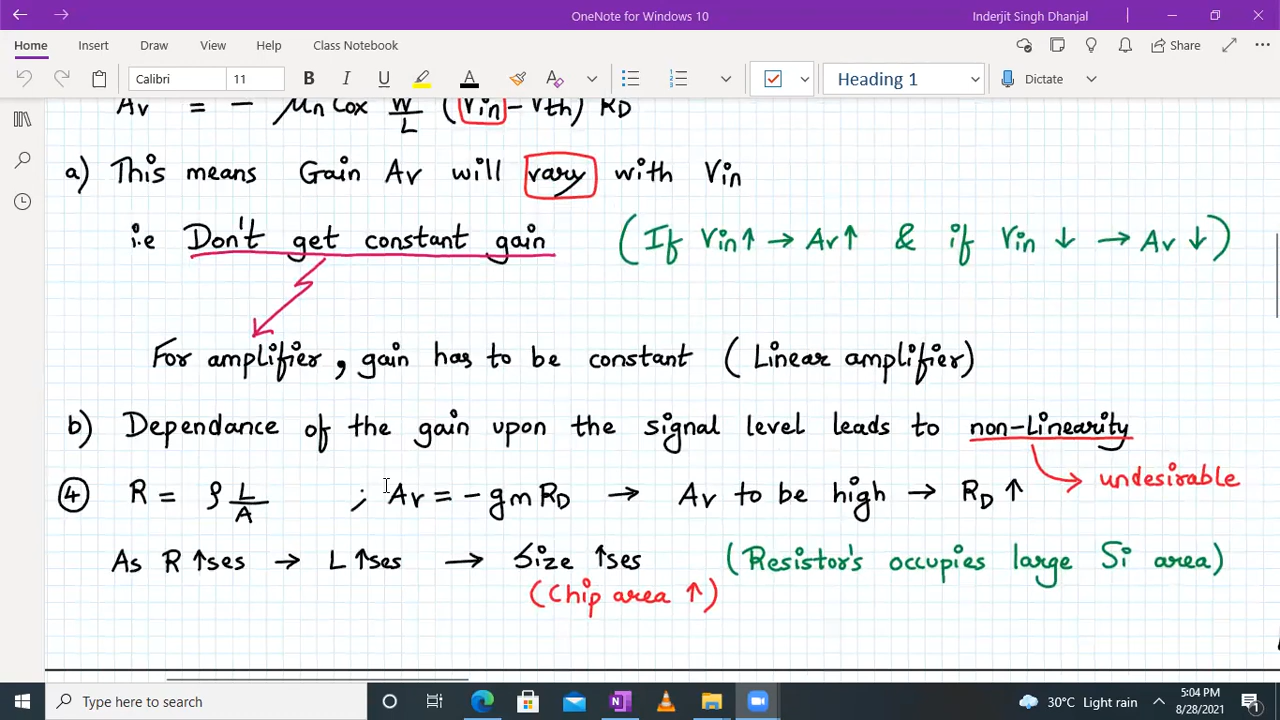 OneNote for Windows 10
Inderjit Singh Dhanjal
Home Insert Draw View Help Class Notebook
Share
Calibri 11 B I U A Heading 1 Dictate
Av = - μn Cox W/L (Vin - Vth) RD
a) This means Gain Av will vary with Vin
i.e Don't get constant gain (If Vin↑ → Av↑ & if Vin ↓ → Av ↓)
For amplifier, gain has to be constant (Linear amplifier)
b) Dependance of the gain upon the signal level leads to non-Linearity
undesirable
④ R = ρ L/A ; Av = - gm RD → Av to be high → RD ↑
As R ↑ses → L ↑ses → Size ↑ses (Resistor's occupies large Si area)
(Chip area ↑)
Type here to search
30°C Light rain
5:04 PM
8/28/2021